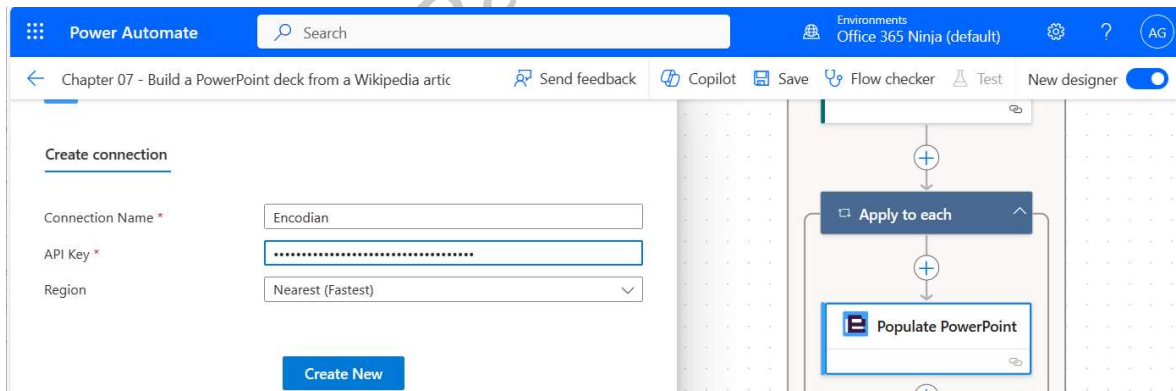 Power Automate
Search
Environments
Office 365 Ninja (default)
AG
Chapter 07 - Build a PowerPoint deck from a Wikipedia artic
Send feedback
Copilot
Save
Flow checker
Test
New designer
Create connection
Connection Name *
Encodian
API Key *
••••••••••••••••••••••••••••••••••••
Region
Nearest (Fastest)
Create New
Apply to each
Populate PowerPoint